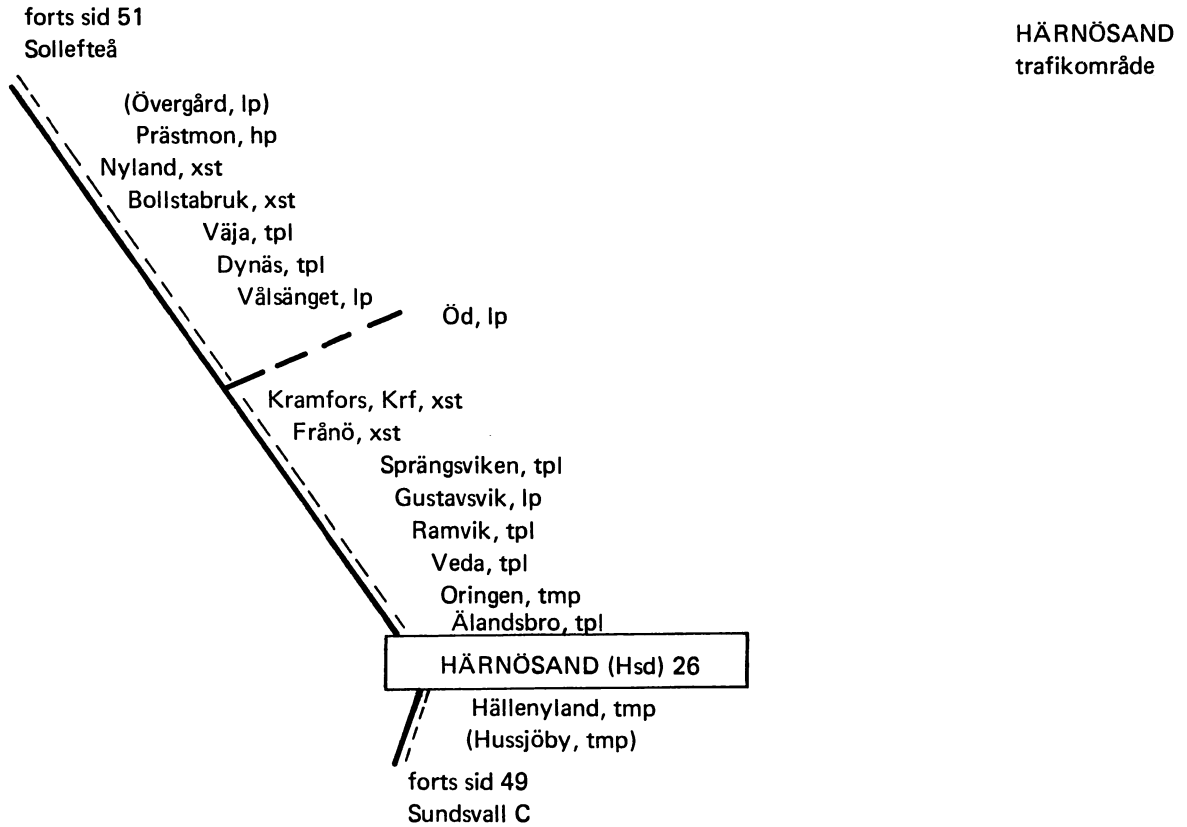 forts sid 51
Sollefteå
HÄRNÖSAND
trafikområde
(Övergård, lp)
Prästmon, hp
Nyland, xst
Bollstabruk, xst
Väja, tpl
Dynäs, tpl
Vålsänget, lp
Öd, lp
Kramfors, Krf, xst
Frånö, xst
Sprängsviken, tpl
Gustavsvik, lp
Ramvik, tpl
Veda, tpl
Oringen, tmp
Älandsbro, tpl
HÄRNÖSAND (Hsd) 26
Hällenyland, tmp
(Hussjöby, tmp)
forts sid 49
Sundsvall C